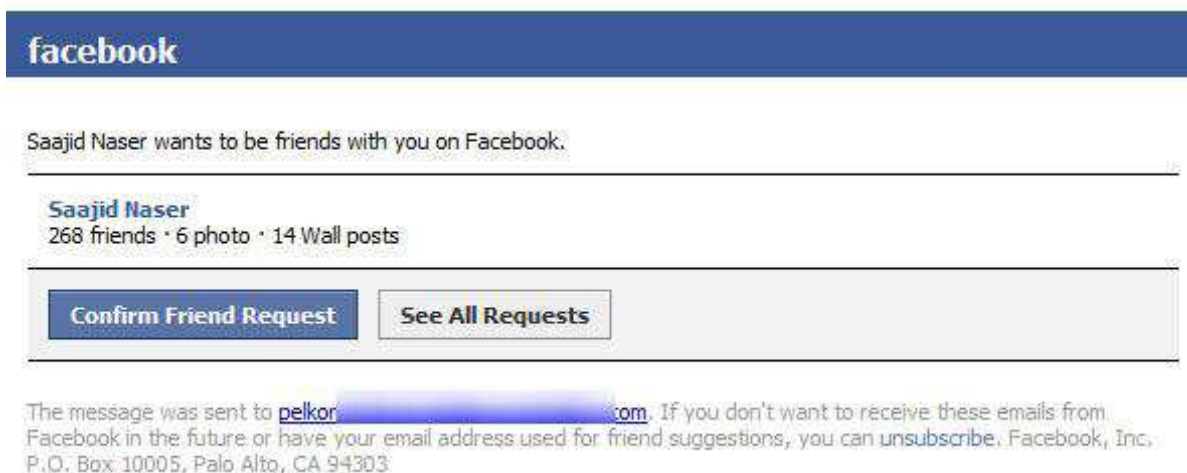 facebook
Saajid Naser wants to be friends with you on Facebook.
Saajid Naser
268 friends · 6 photo · 14 Wall posts
Confirm Friend Request See All Requests
The message was sent to pelkor com. If you don't want to receive these emails from
Facebook in the future or have your email address used for friend suggestions, you can unsubscribe. Facebook, Inc.
P.O. Box 10005, Palo Alto, CA 94303